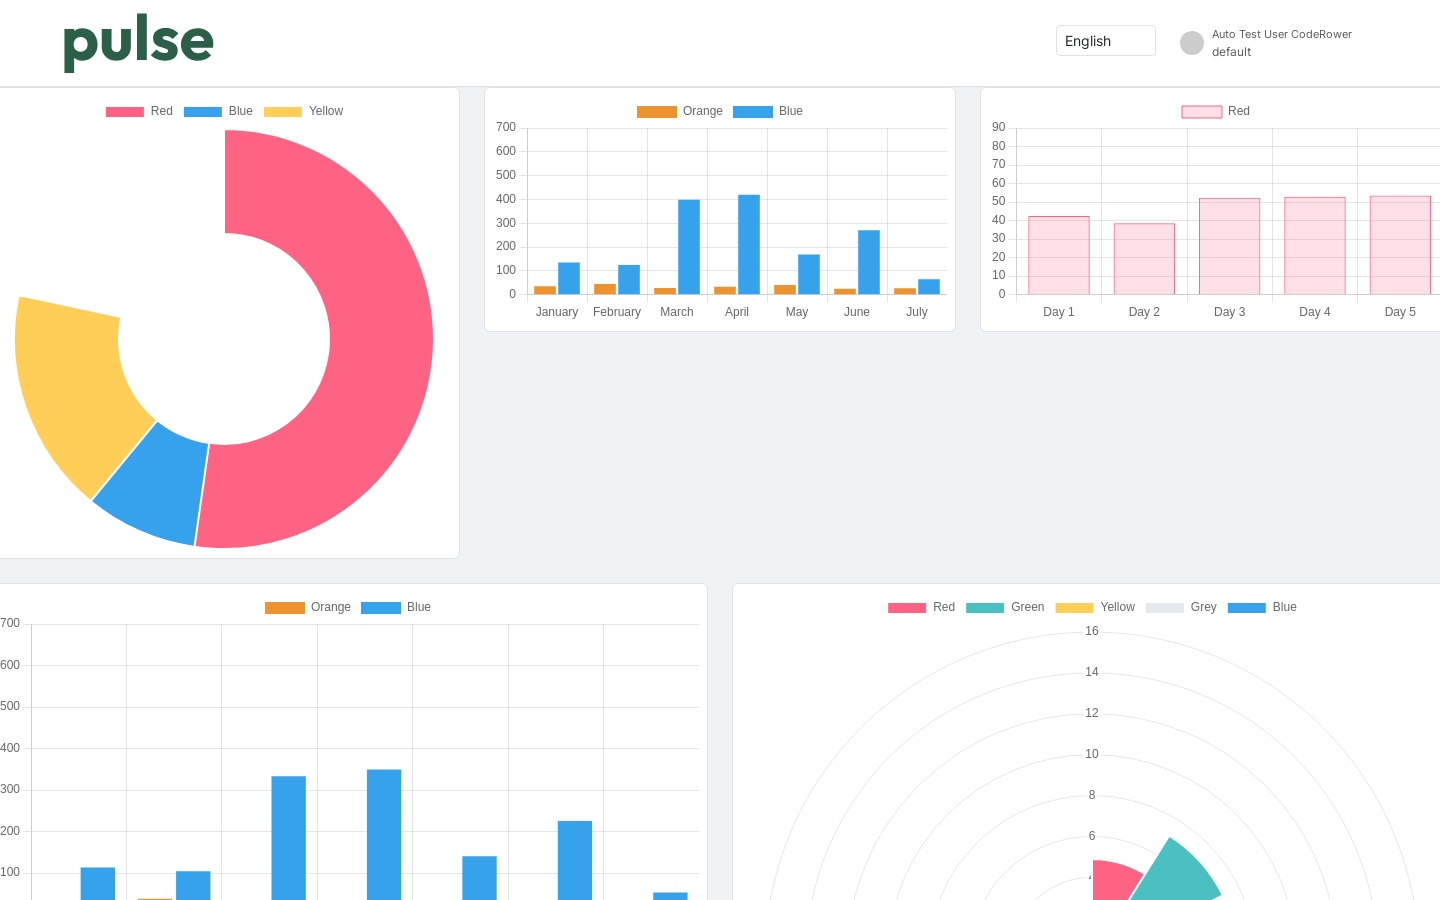 pulse
English
Auto Test User CodeRower
default
Red Blue Yellow
Orange Blue
700
600
500
400
300
200
100
0
January February March April May June July
Red
90
80
70
60
50
40
30
20
10
0
Day 1 Day 2 Day 3 Day 4 Day 5
Orange Blue
700
600
500
400
300
200
100
Red Green Yellow Grey Blue
16
14
12
10
8
6